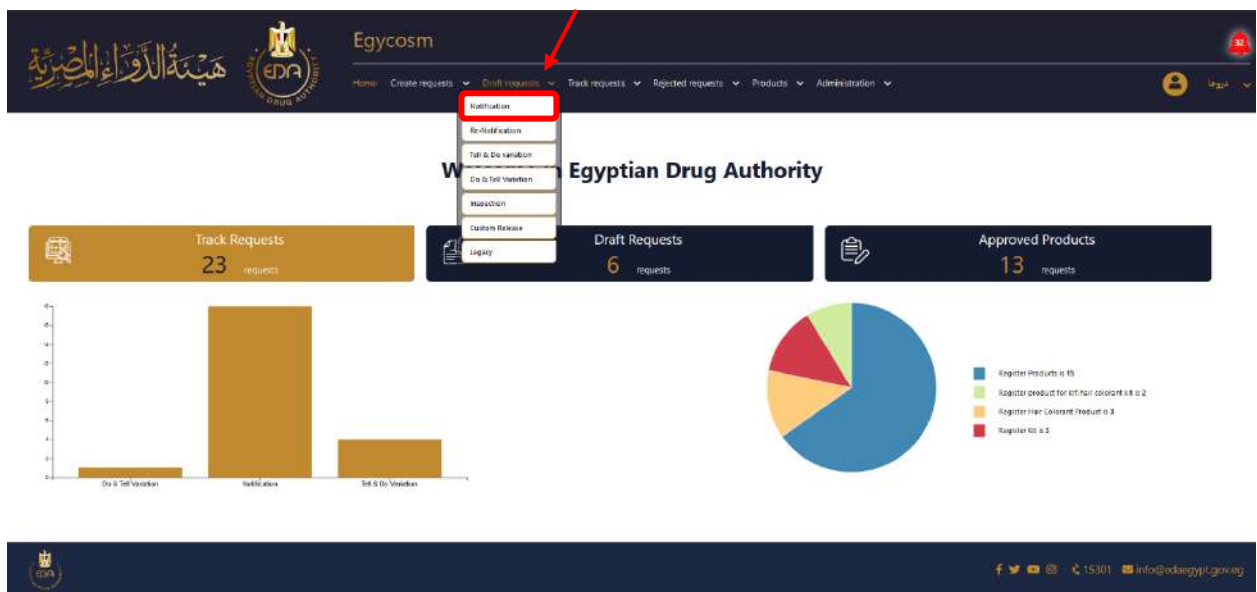 هيئة الدواء المصرية
EDA
EGYPTIAN DRUG AUTHORITY
Egycosm
32
Home Create requests Draft requests Track requests Rejected requests Products Administration
Notification
Re-Notification
Tell & Do variation
Do & Tell Variation
Inspection
Custom Release
Legacy
W Egyptian Drug Authority
Track Requests
23 requests
Draft Requests
6 requests
Approved Products
13 requests
Do & Tell Variation
Notification
Tell & Do Variation
Register Products is 15
Register product for kit\hair colorant kit is 2
Register Hair Colorant Product is 3
Register Kit is 3
EDA
15301 info@edaegypt.gov.eg